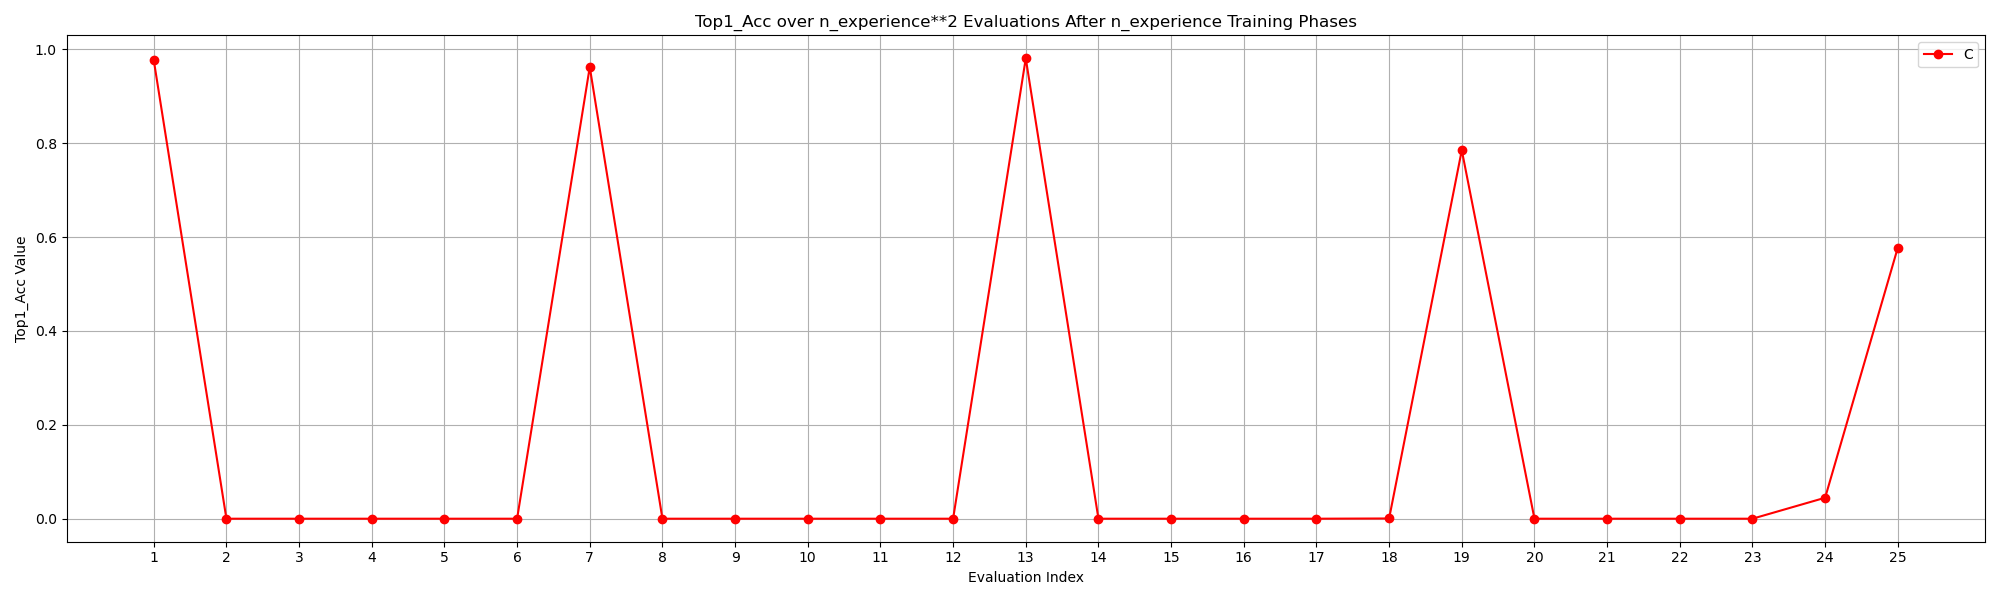 Top1_Acc over n_experience**2 Evaluations After n_experience Training Phases
C
Top1_Acc Value
1.0
0.8
0.6
0.4
0.2
0.0
1 2 3 4 5 6 7 8 9 10 11 12 13 14 15 16 17 18 19 20 21 22 23 24 25
Evaluation Index